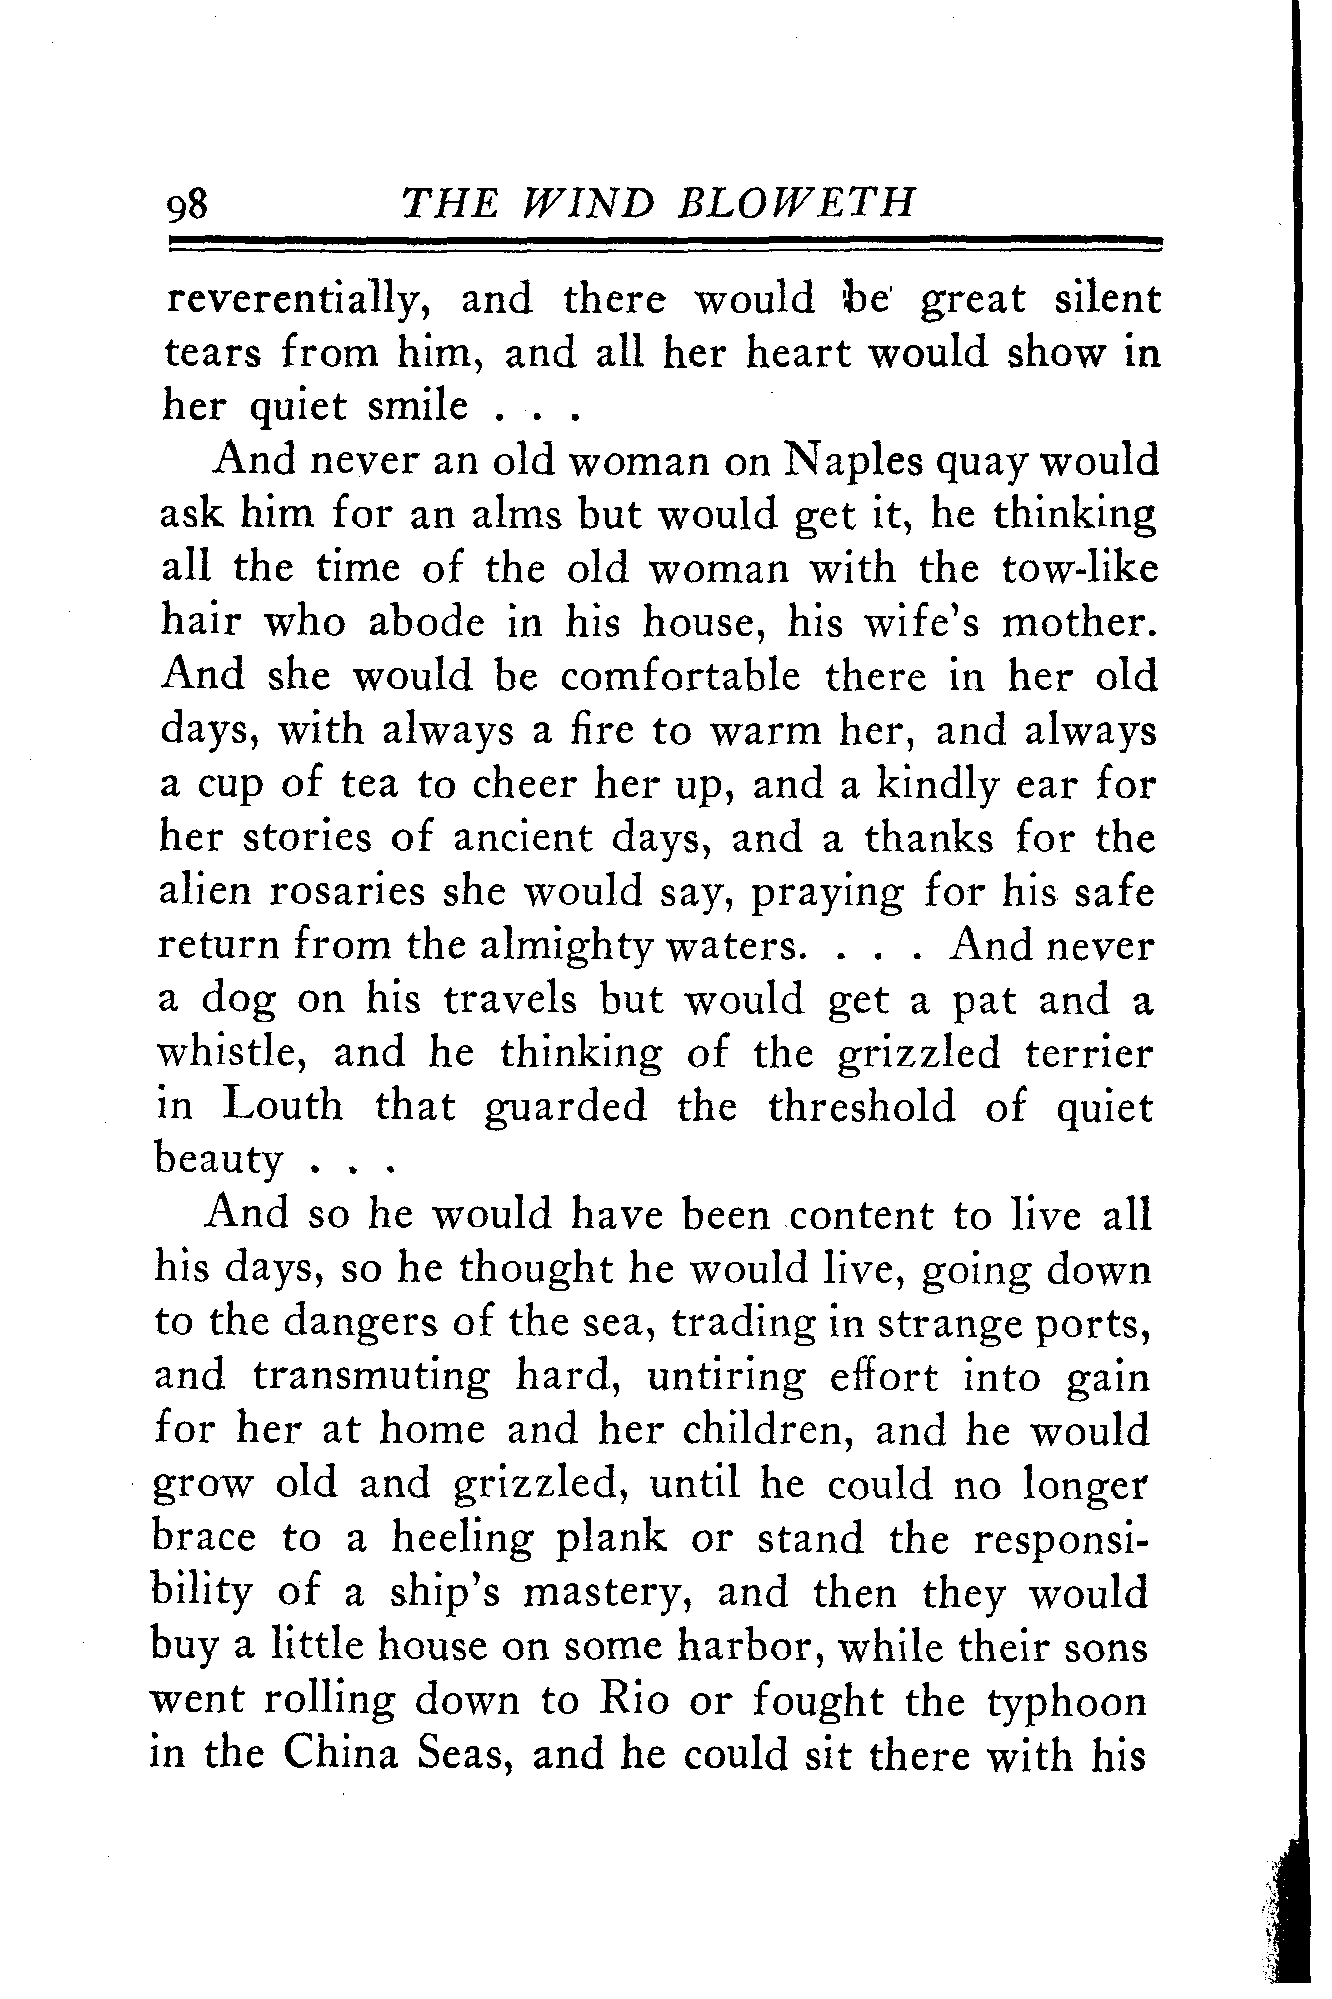 98 THE WIND BLOWETH
reverentially, and there would be great silent
tears from him, and all her heart would show in
her quiet smile . . .
And never an old woman on Naples quay would
ask him for an alms but would get it, he thinking
all the time of the old woman with the tow-like
hair who abode in his house, his wife's mother.
And she would be comfortable there in her old
days, with always a fire to warm her, and always
a cup of tea to cheer her up, and a kindly ear for
her stories of ancient days, and a thanks for the
alien rosaries she would say, praying for his safe
return from the almighty waters. . . . And never
a dog on his travels but would get a pat and a
whistle, and he thinking of the grizzled terrier
in Louth that guarded the threshold of quiet
beauty . . .
And so he would have been content to live all
his days, so he thought he would live, going down
to the dangers of the sea, trading in strange ports,
and transmuting hard, untiring effort into gain
for her at home and her children, and he would
grow old and grizzled, until he could no longer
brace to a heeling plank or stand the responsi-
bility of a ship's mastery, and then they would
buy a little house on some harbor, while their sons
went rolling down to Rio or fought the typhoon
in the China Seas, and he could sit there with his